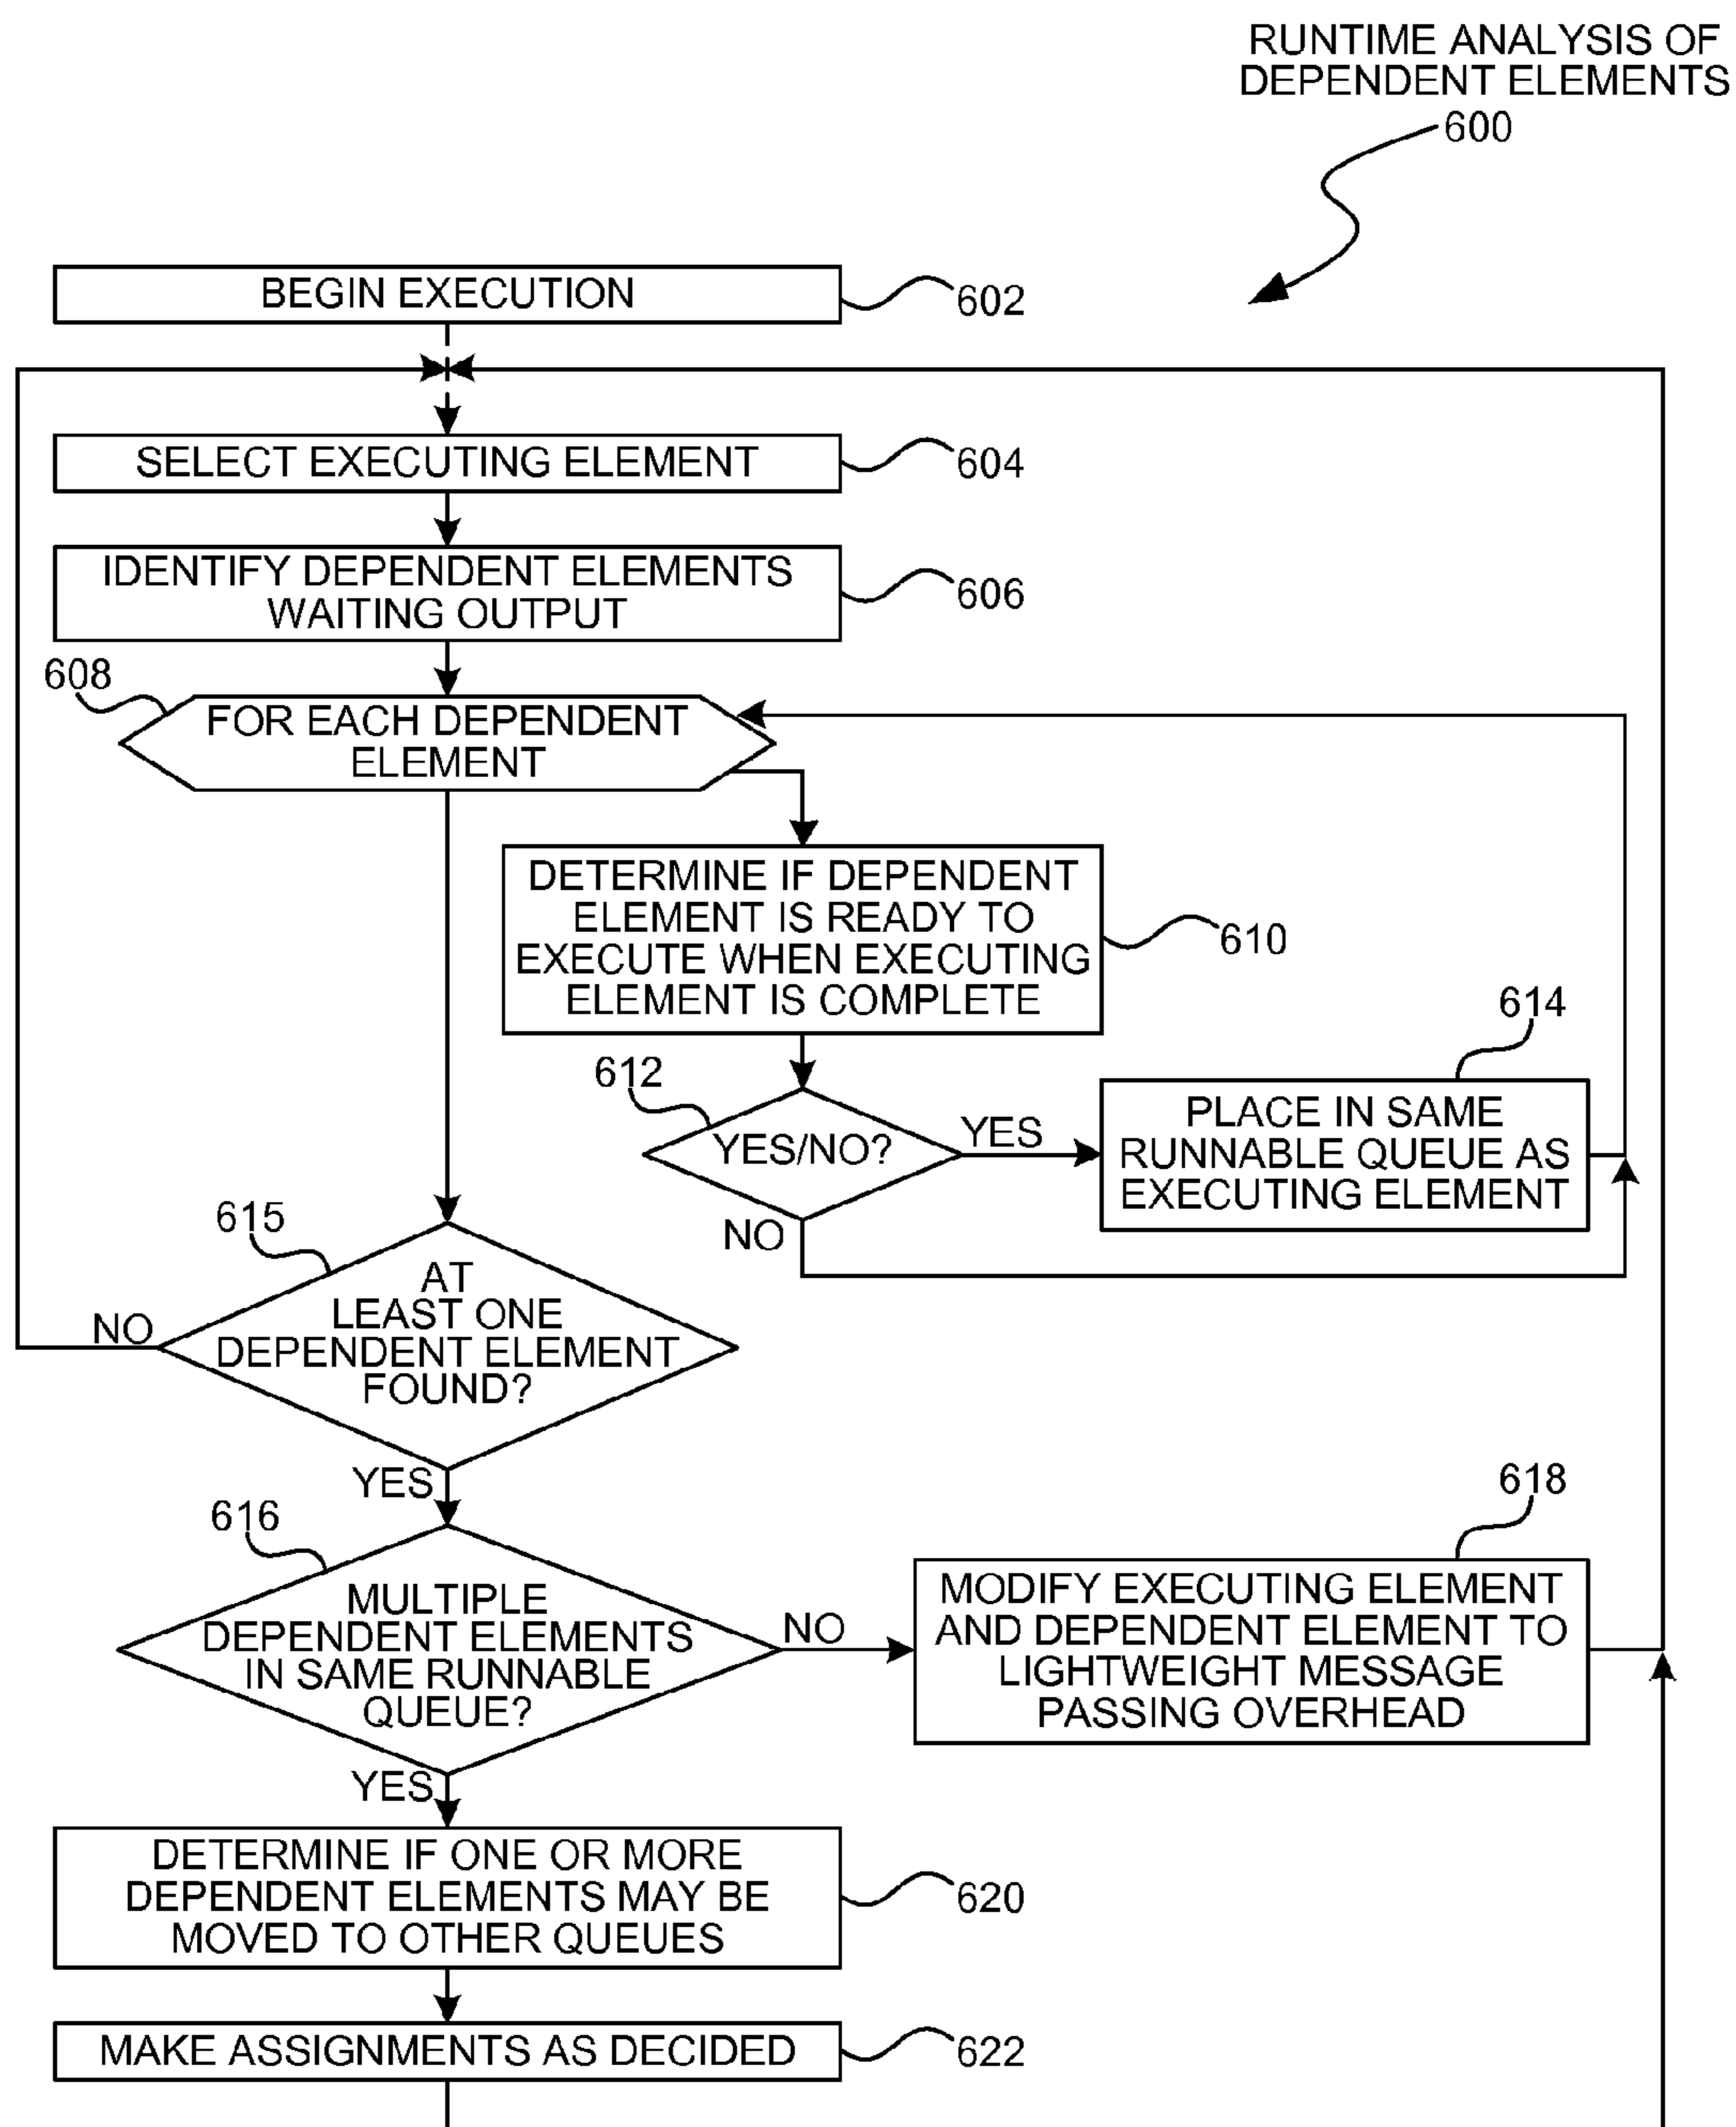 RUNTIME ANALYSIS OF
DEPENDENT ELEMENTS
600
BEGIN EXECUTION
602
SELECT EXECUTING ELEMENT
604
IDENTIFY DEPENDENT ELEMENTS
WAITING OUTPUT
606
608
FOR EACH DEPENDENT
ELEMENT
DETERMINE IF DEPENDENT
ELEMENT IS READY TO
EXECUTE WHEN EXECUTING
ELEMENT IS COMPLETE
610
612
YES/NO?
YES
NO
614
PLACE IN SAME
RUNNABLE QUEUE AS
EXECUTING ELEMENT
615
AT
LEAST ONE
DEPENDENT ELEMENT
FOUND?
NO
YES
616
MULTIPLE
DEPENDENT ELEMENTS
IN SAME RUNNABLE
QUEUE?
NO
YES
618
MODIFY EXECUTING ELEMENT
AND DEPENDENT ELEMENT TO
LIGHTWEIGHT MESSAGE
PASSING OVERHEAD
DETERMINE IF ONE OR MORE
DEPENDENT ELEMENTS MAY BE
MOVED TO OTHER QUEUES
620
MAKE ASSIGNMENTS AS DECIDED
622